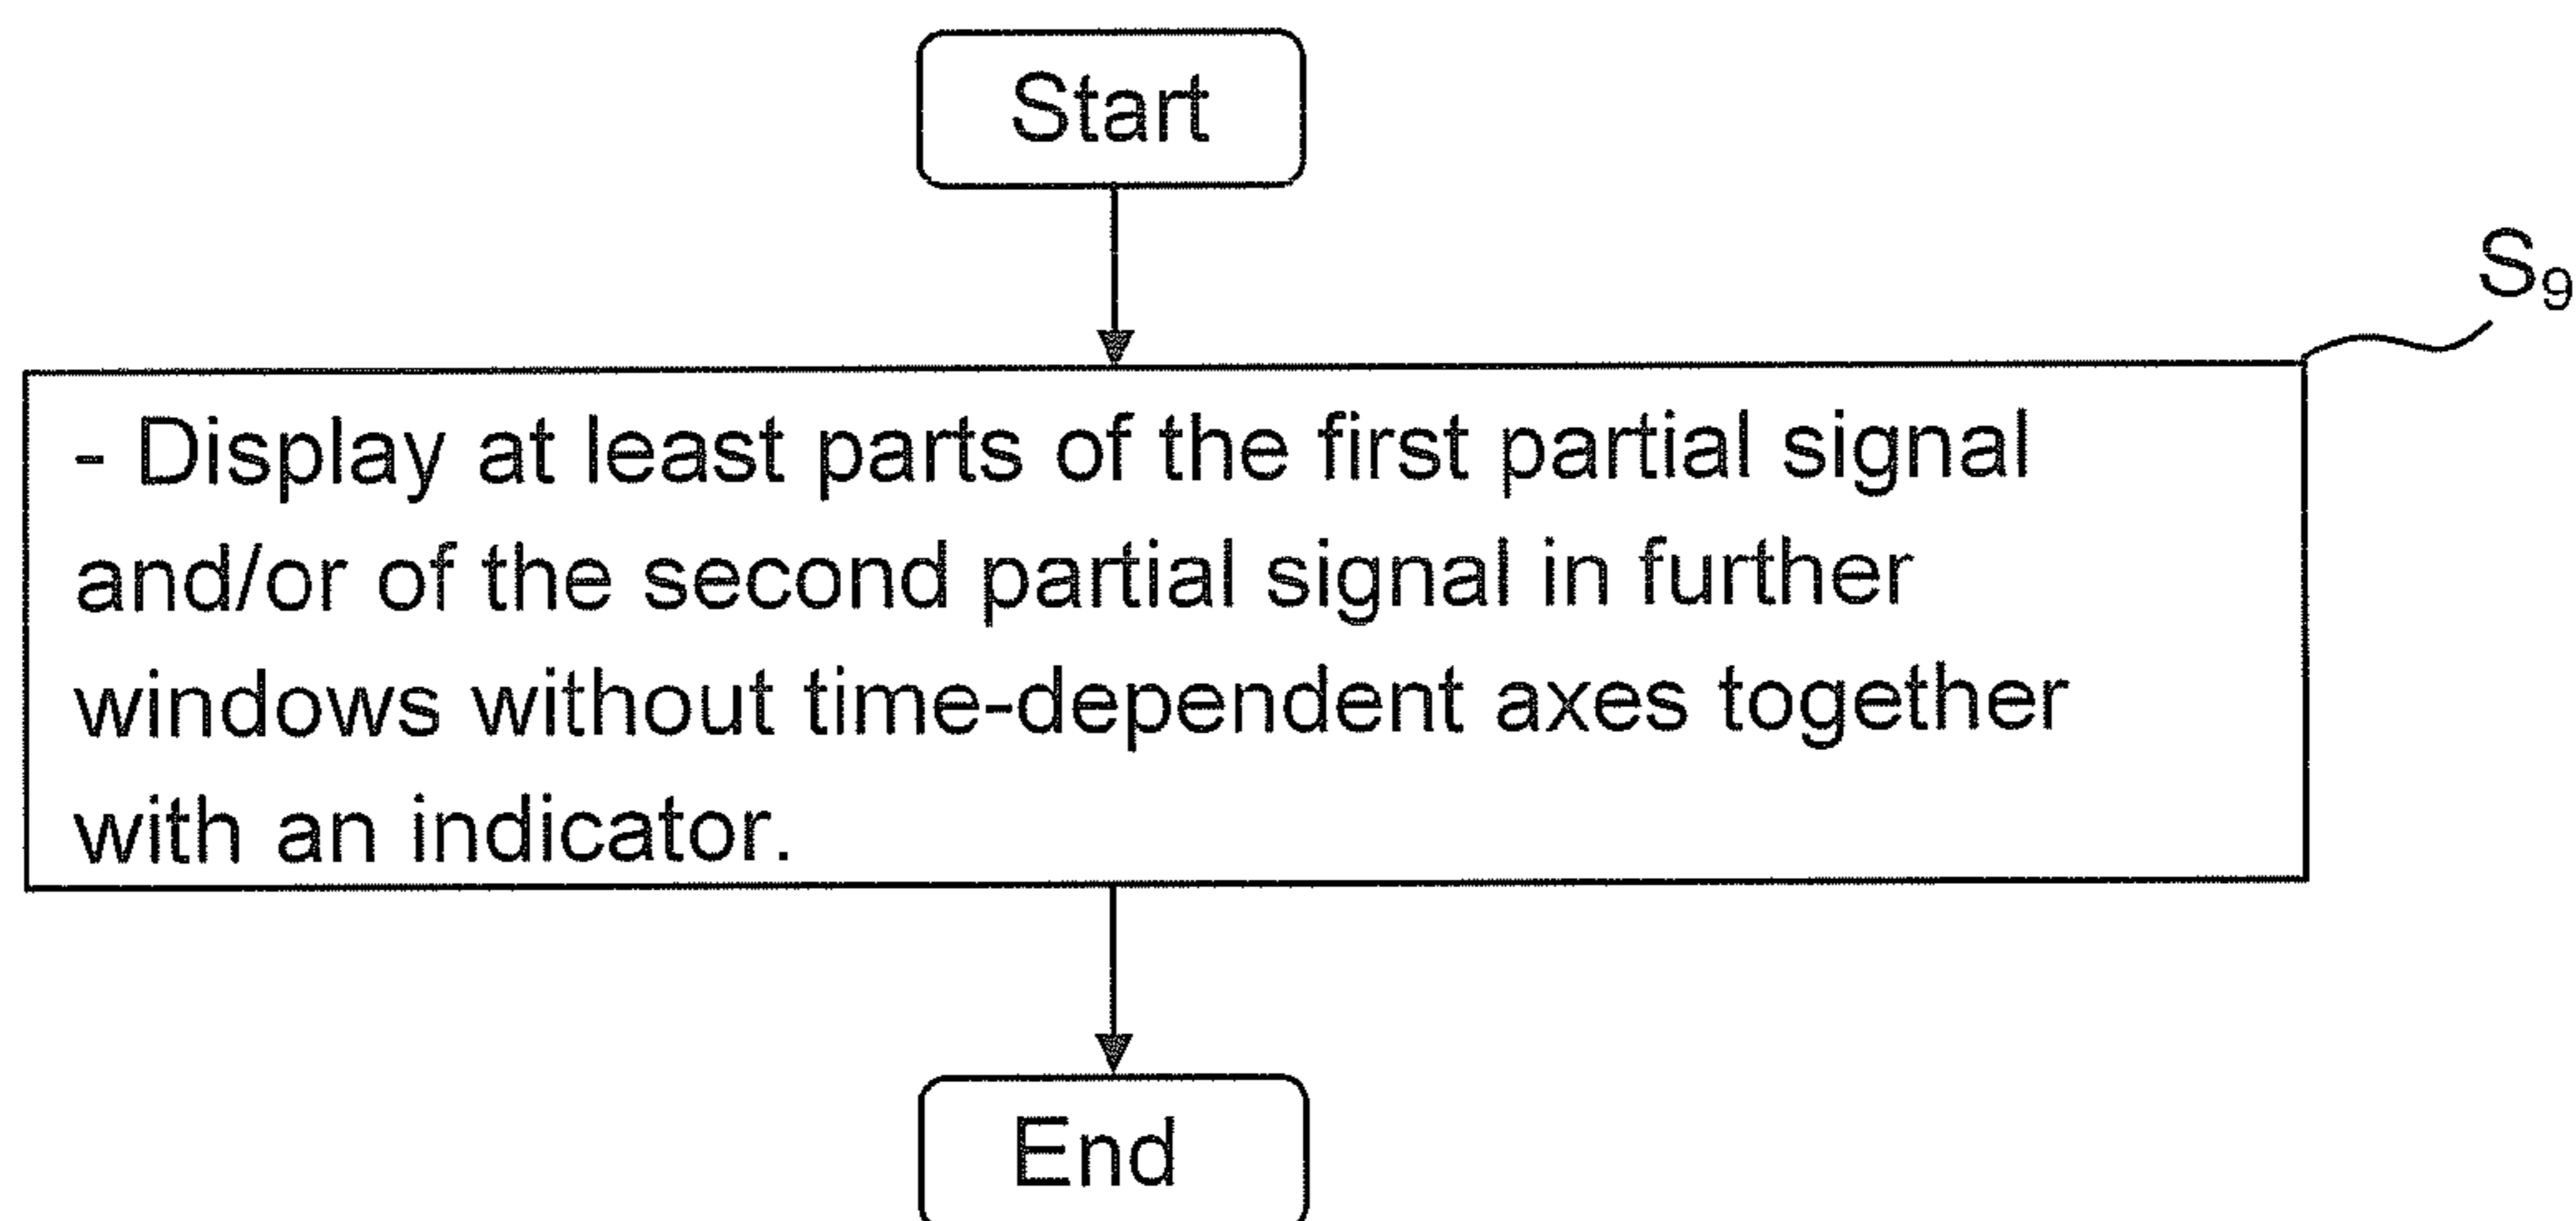 Start
S₉
- Display at least parts of the first partial signal
and/or of the second partial signal in further
windows without time-dependent axes together
with an indicator.
End